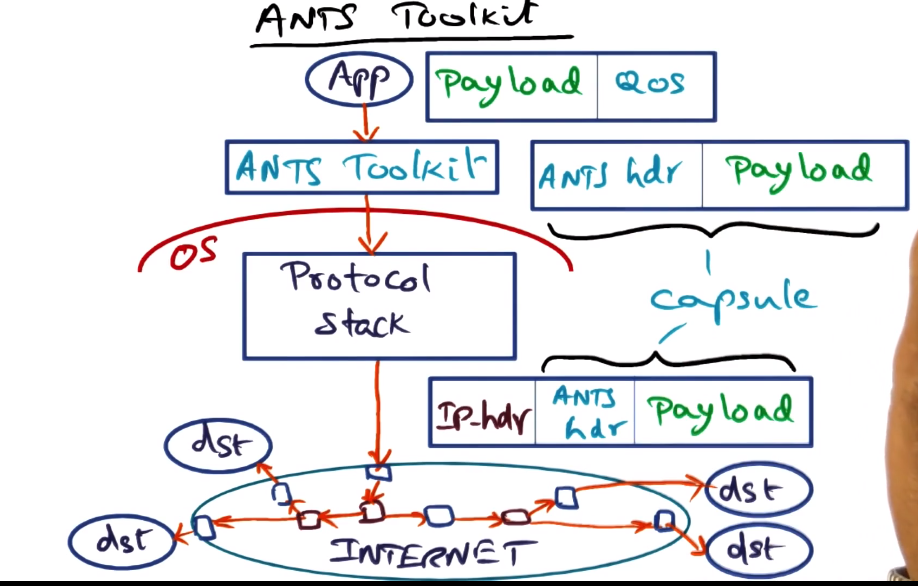 ANTS Toolkit
App
Payload QOS
ANTS Toolkit
ANTS hdr Payload
OS
Protocol
stack
capsule
IP-hdr ANTS hdr Payload
dst
dst
dst
dst
INTERNET